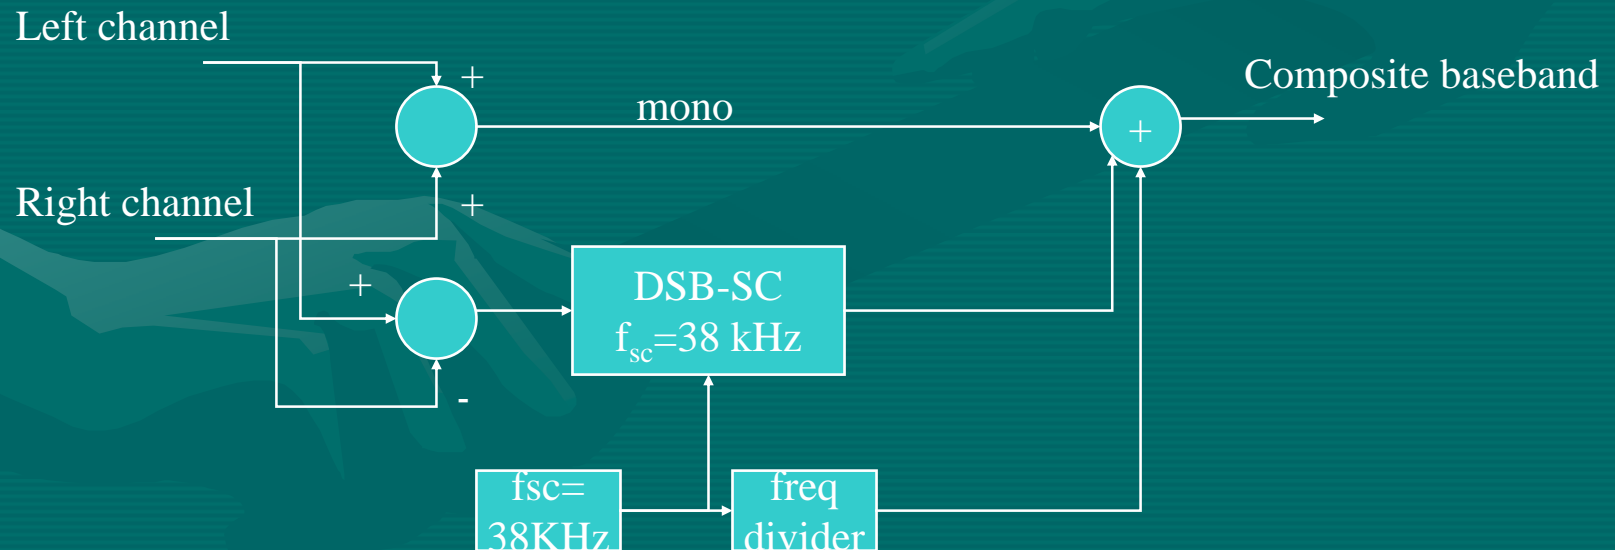 Left channel
+
mono
+
Composite baseband
Right channel
+
+
-
DSB-SC
fsc=38 kHz
fsc=
38KHz
freq
divider